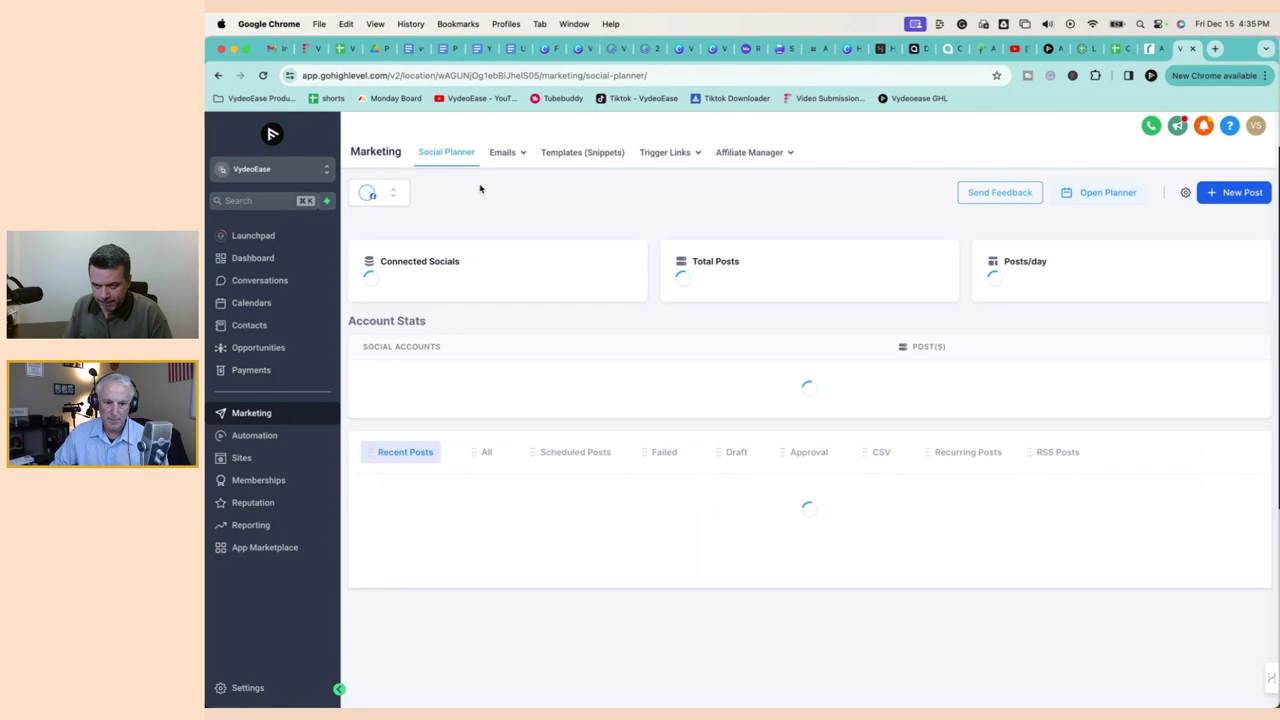 Google Chrome File Edit View History Bookmarks Profiles Tab Window Help Fri Dec 15 4:35 PM
app.gohighlevel.com/v2/location/wAGUNjOg1ebBiJhelS05/marketing/social-planner/ New Chrome available
VydeoEase Produ... shorts Monday Board VydeoEase - YouT... Tubebuddy Tiktok - VydeoEase Tiktok Downloader Video Submission... Vydeoease GHL
VS
Marketing Social Planner Emails Templates (Snippets) Trigger Links Affiliate Manager
VydeoEase
Send Feedback Open Planner + New Post
Search ⌘ K
Launchpad
Dashboard
Conversations
Calendars
Contacts
Opportunities
Payments
Marketing
Automation
Sites
Memberships
Reputation
Reporting
App Marketplace
Settings
Connected Socials Total Posts Posts/day
Account Stats
SOCIAL ACCOUNTS POST(S)
Recent Posts All Scheduled Posts Failed Draft Approval CSV Recurring Posts RSS Posts